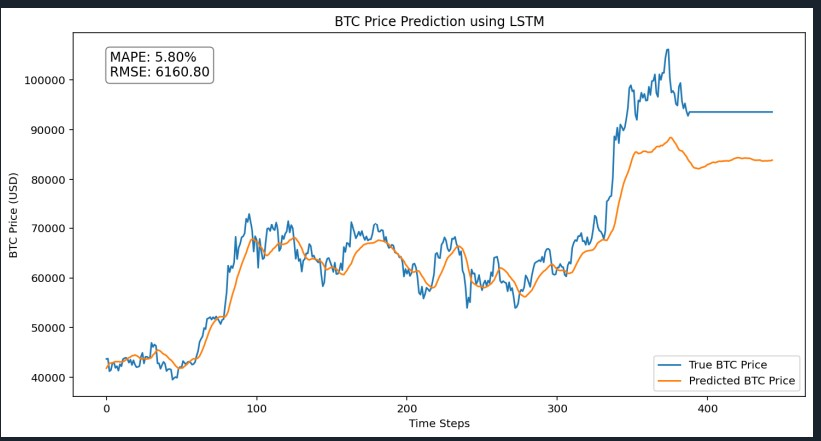 BTC Price Prediction using LSTM
MAPE: 5.80%
RMSE: 6160.80
100000
90000
80000
70000
60000
50000
40000
BTC Price (USD)
True BTC Price
Predicted BTC Price
0 100 200 300 400
Time Steps